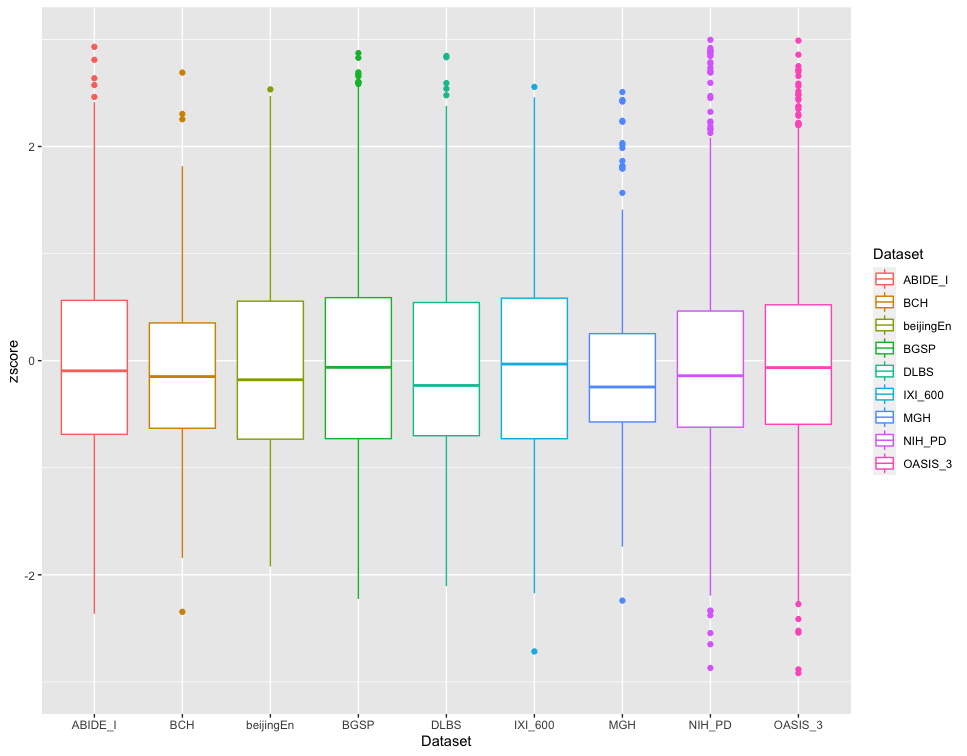 2
0
-2
zscore
ABIDE_I BCH beijingEn BGSP DLBS IXI_600 MGH NIH_PD OASIS_3
Dataset
Dataset
ABIDE_I
BCH
beijingEn
BGSP
DLBS
IXI_600
MGH
NIH_PD
OASIS_3